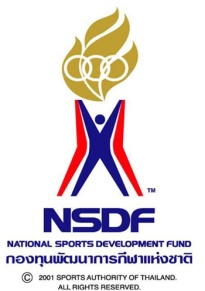 TM
NSDF
NATIONAL SPORTS DEVELOPMENT FUND
กองทุนพัฒนาการกีฬาแห่งชาติ
© 2001 SPORTS AUTHORITY OF THAILAND.
ALL RIGHTS RESERVED.